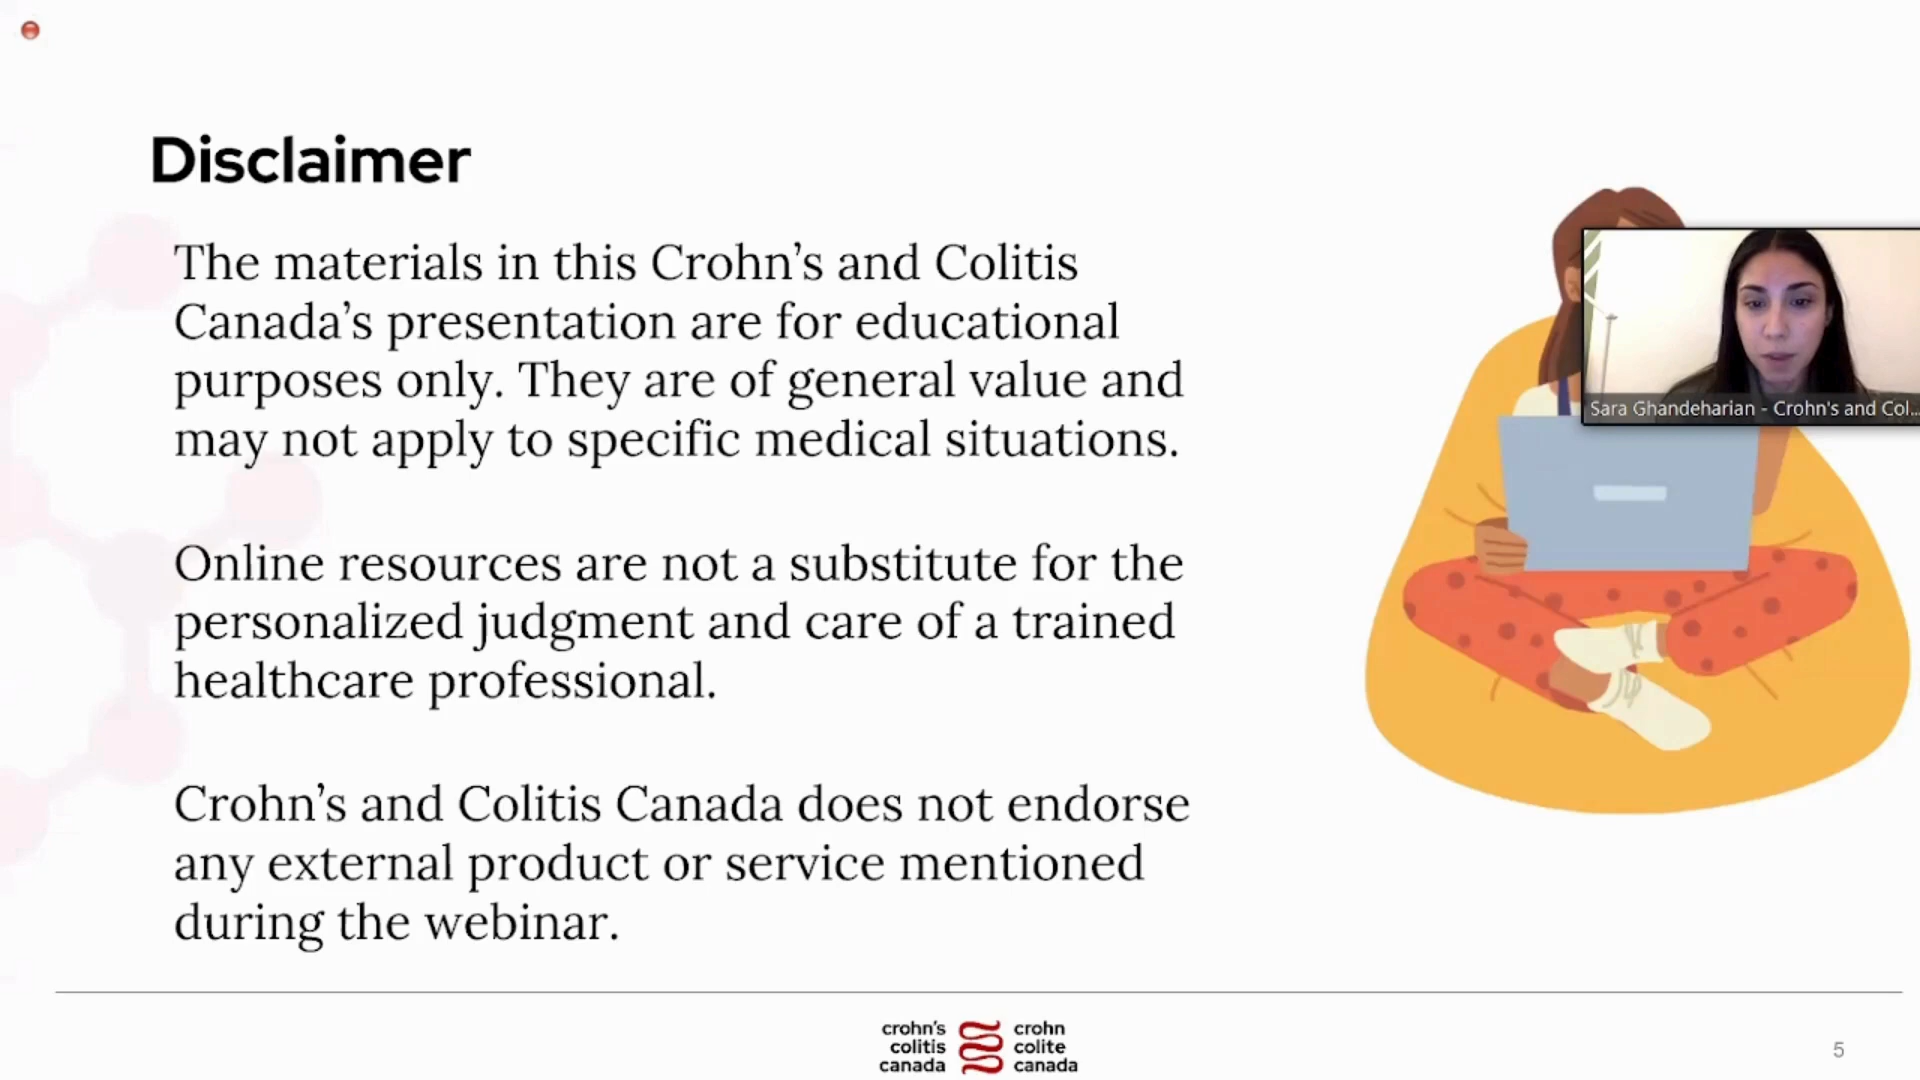 Disclaimer
The materials in this Crohn’s and Colitis
Canada’s presentation are for educational
purposes only. They are of general value and
may not apply to specific medical situations.
Online resources are not a substitute for the
personalized judgment and care of a trained
healthcare professional.
Crohn’s and Colitis Canada does not endorse
any external product or service mentioned
during the webinar.
Sara Ghandeharian - Crohn's and Col...
crohn’s
colitis
canada
crohn
colite
canada
5